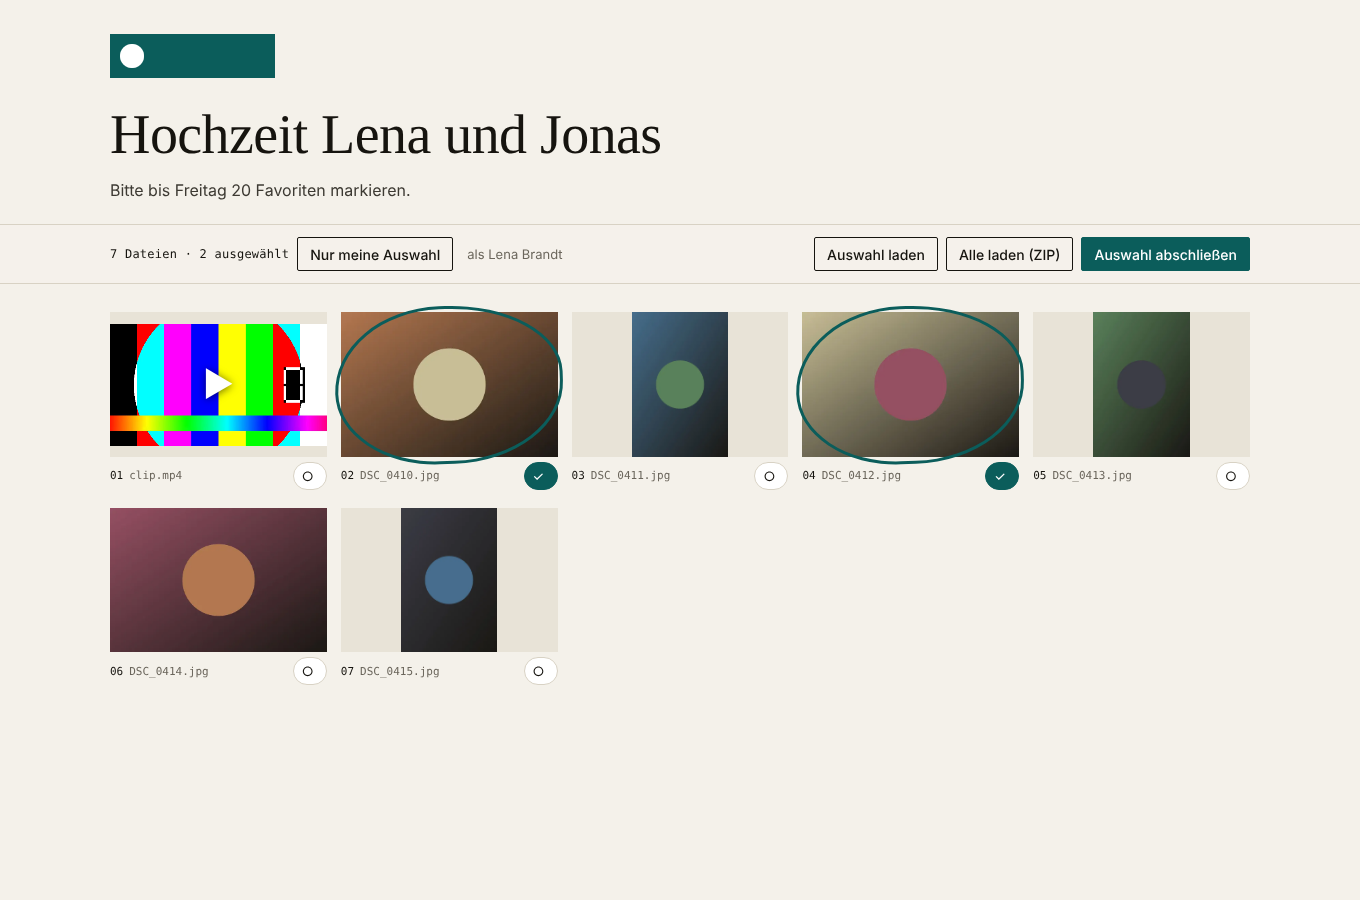 Hochzeit Lena und Jonas
Bitte bis Freitag 20 Favoriten markieren.
7 Dateien · 2 ausgewählt Nur meine Auswahl als Lena Brandt Auswahl laden Alle laden (ZIP) Auswahl abschließen
01 clip.mp4 02 DSC_0410.jpg 03 DSC_0411.jpg 04 DSC_0412.jpg 05 DSC_0413.jpg
06 DSC_0414.jpg 07 DSC_0415.jpg